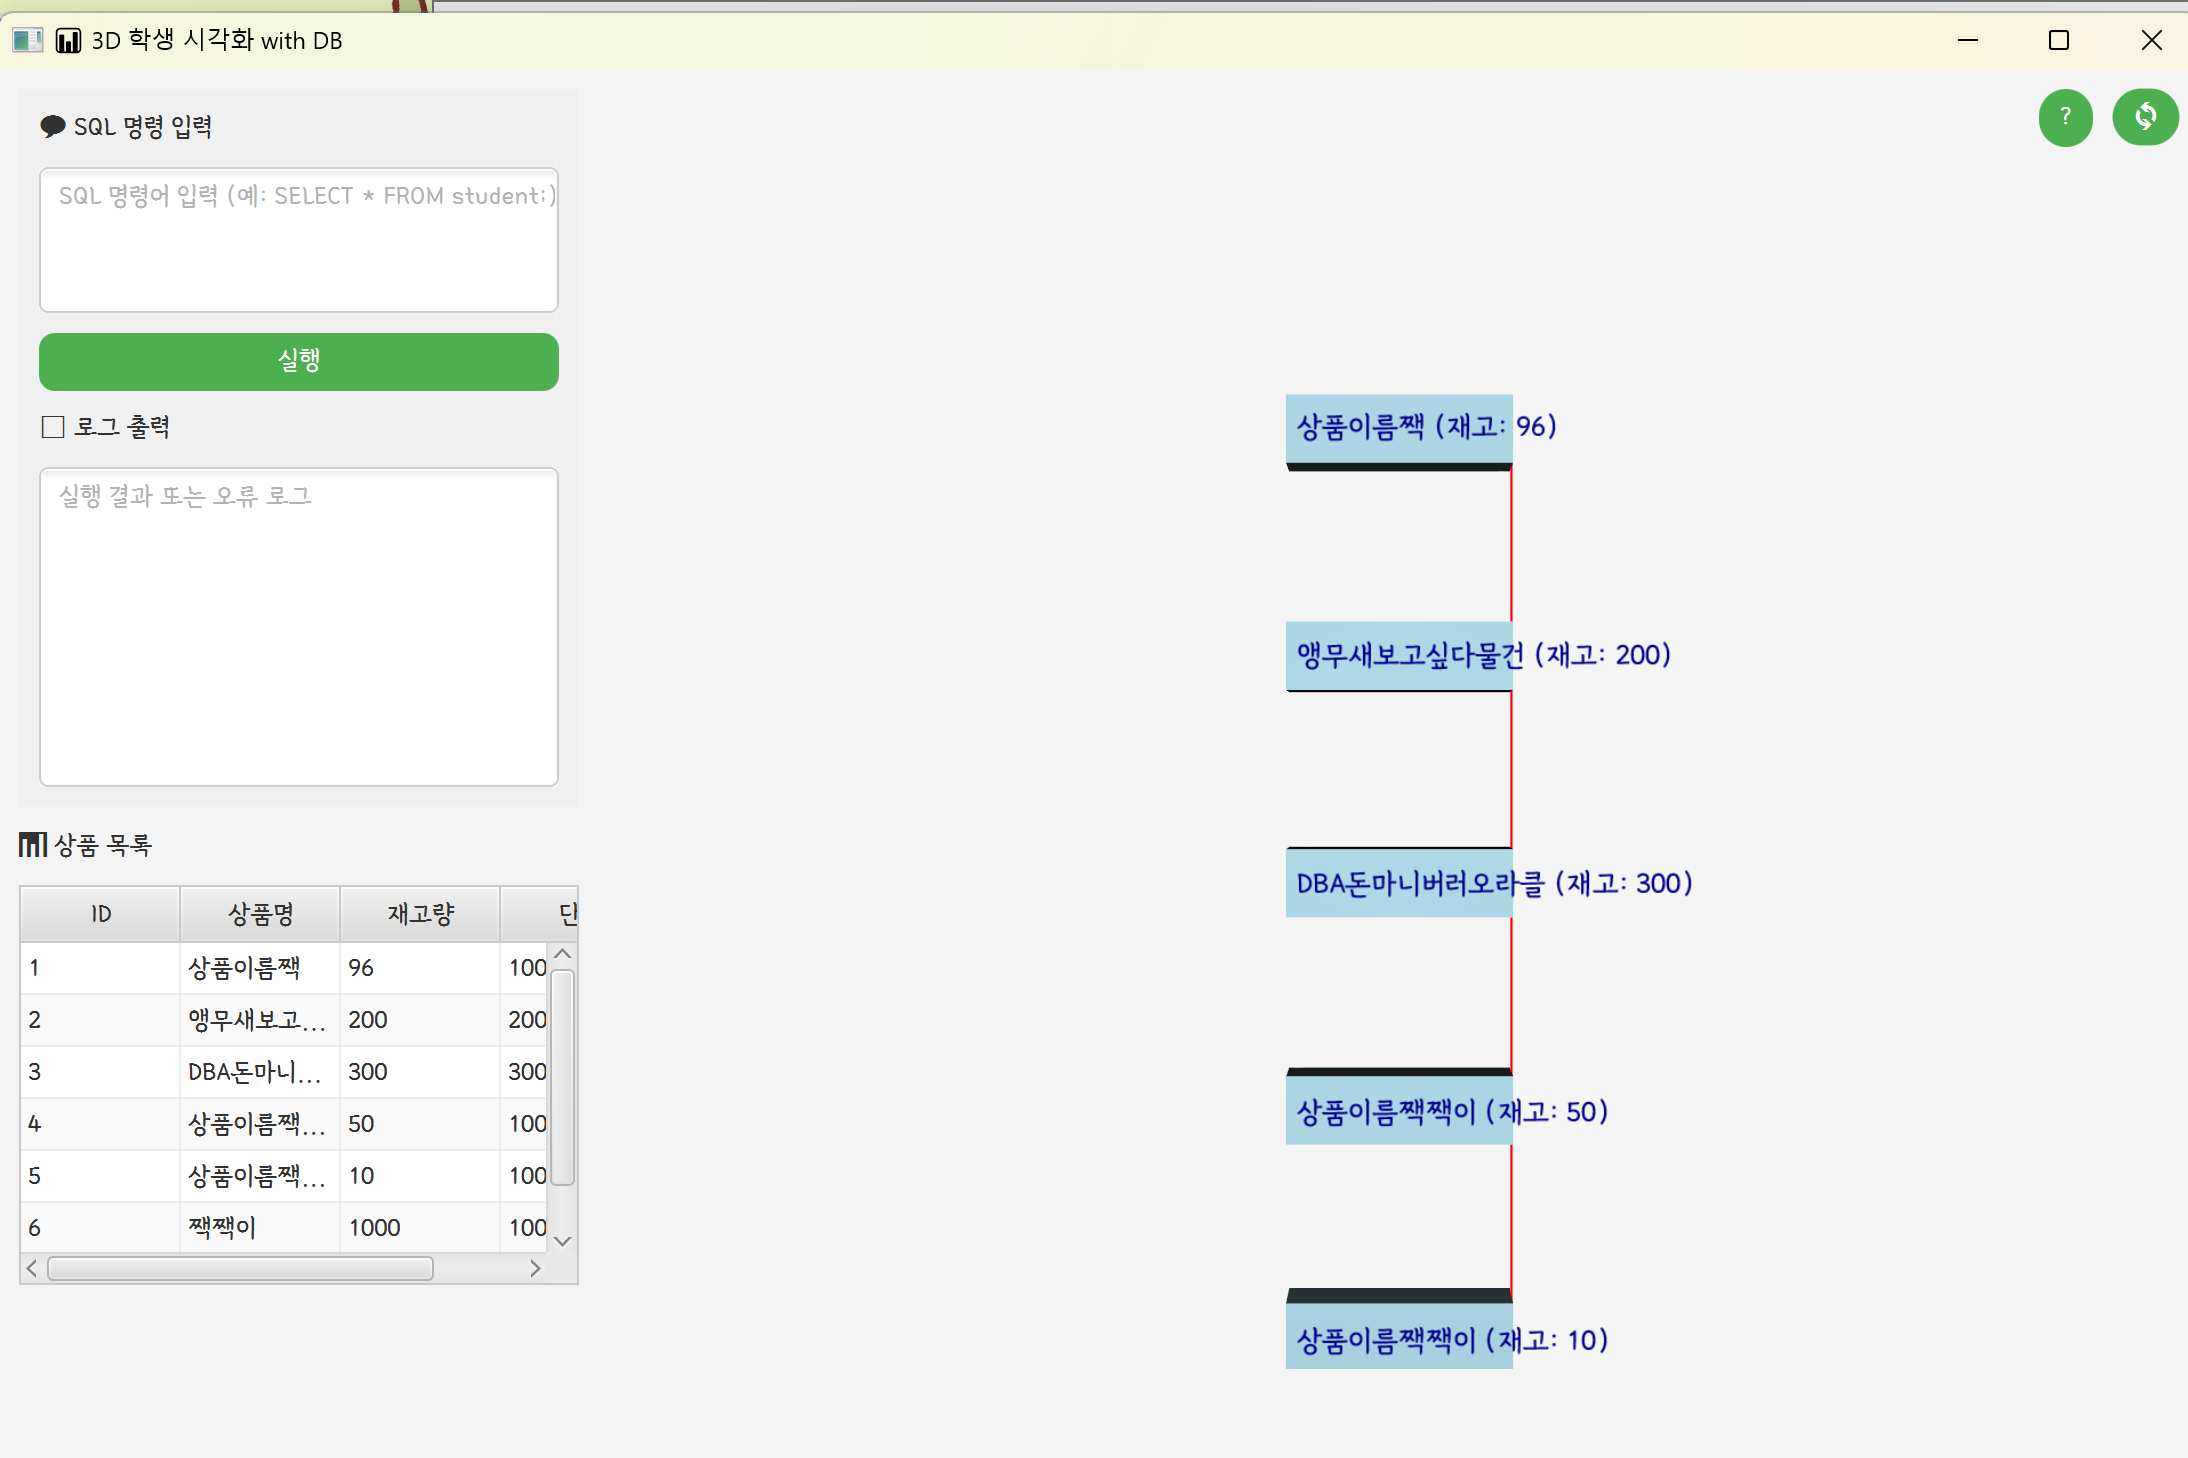 3D 학생 시각화 with DB
SQL 명령 입력
SQL 명령어 입력 (예: SELECT * FROM student;)
실행
로그 출력
실행 결과 또는 오류 로그
상품 목록
ID 상품명 재고량 단
1 상품이름짹 96 100
2 앵무새보고... 200 200
3 DBA돈마니... 300 300
4 상품이름짹... 50 100
5 상품이름짹... 10 100
6 짹짹이 1000 100
?
상품이름짹 (재고: 96)
앵무새보고싶다물건 (재고: 200)
DBA돈마니버러오라클 (재고: 300)
상품이름짹짹이 (재고: 50)
상품이름짹짹이 (재고: 10)